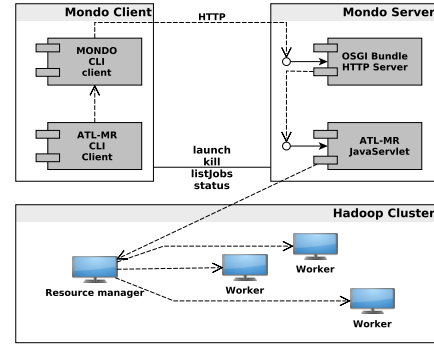 Mondo Client
HTTP
Mondo Server
MONDO
CLI
client
OSGI Bundle
HTTP Server
ATL-MR
CLI
Client
launch
kill
listJobs
status
ATL-MR
JavaServlet
Hadoop Cluster
Resource manager
Worker
Worker
Worker